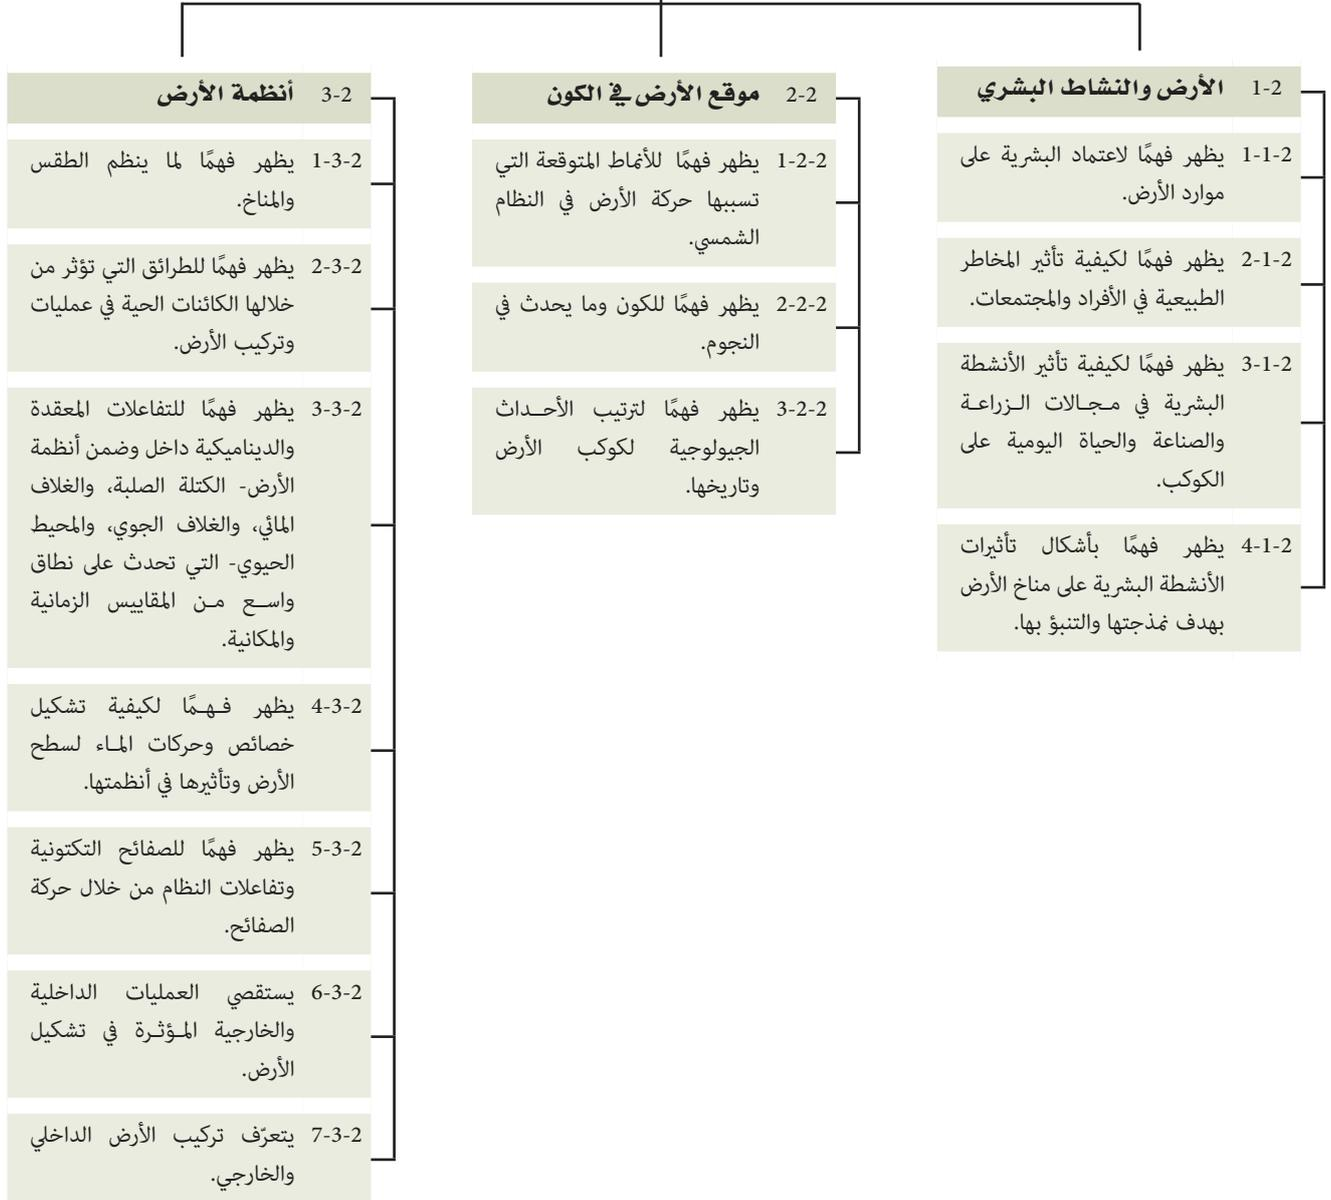 1-2 الأرض والنشاط البشري
1-1-2 يظهر فهمًا لاعتماد البشرية على
موارد الأرض.
2-1-2 يظهر فهمًا لكيفية تأثير المخاطر
الطبيعية في الأفراد والمجتمعات.
3-1-2 يظهر فهمًا لكيفية تأثير الأنشطة
البشرية في مجالات الزراعة
والصناعة والحياة اليومية على
الكوكب.
4-1-2 يظهر فهمًا بأشكال تأثيرات
الأنشطة البشرية على مناخ الأرض
بهدف نمذجتها والتنبؤ بها.
2-2 موقع الأرض في الكون
1-2-2 يظهر فهمًا للأنماط المتوقعة التي
تسببها حركة الأرض في النظام
الشمسي.
2-2-2 يظهر فهمًا للكون وما يحدث في
النجوم.
3-2-2 يظهر فهمًا لترتيب الأحداث
الجيولوجية لكوكب الأرض
وتاريخها.
3-2 أنظمة الأرض
1-3-2 يظهر فهمًا لما ينظم الطقس
والمناخ.
2-3-2 يظهر فهمًا للطرائق التي تؤثر من
خلالها الكائنات الحية في عمليات
وتركيب الأرض.
3-3-2 يظهر فهمًا للتفاعلات المعقدة
والديناميكية داخل وضمن أنظمة
الأرض- الكتلة الصلبة، والغلاف
المائي، والغلاف الجوي، والمحيط
الحيوي- التي تحدث على نطاق
واسع من المقاييس الزمانية
والمكانية.
4-3-2 يظهر فهمًا لكيفية تشكيل
خصائص وحركات الماء لسطح
الأرض وتأثيرها في أنظمتها.
5-3-2 يظهر فهمًا للصفائح التكتونية
وتفاعلات النظام من خلال حركة
الصفائح.
6-3-2 يستقصي العمليات الداخلية
والخارجية المؤثرة في تشكيل
الأرض.
7-3-2 يتعرّف تركيب الأرض الداخلي
والخارجي.